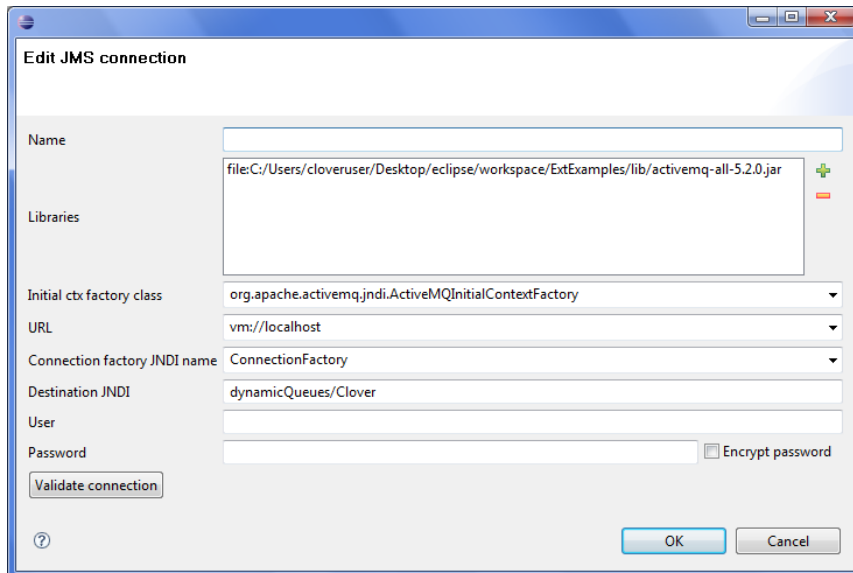 Edit JMS connection
Name
file:C:/Users/cloveruser/Desktop/eclipse/workspace/ExtExamples/lib/activemq-all-5.2.0.jar
Libraries
Initial ctx factory class org.apache.activemq.jndi.ActiveMQInitialContextFactory
URL vm://localhost
Connection factory JNDI name ConnectionFactory
Destination JNDI dynamicQueues/Clover
User
Password Encrypt password
Validate connection
? OK Cancel